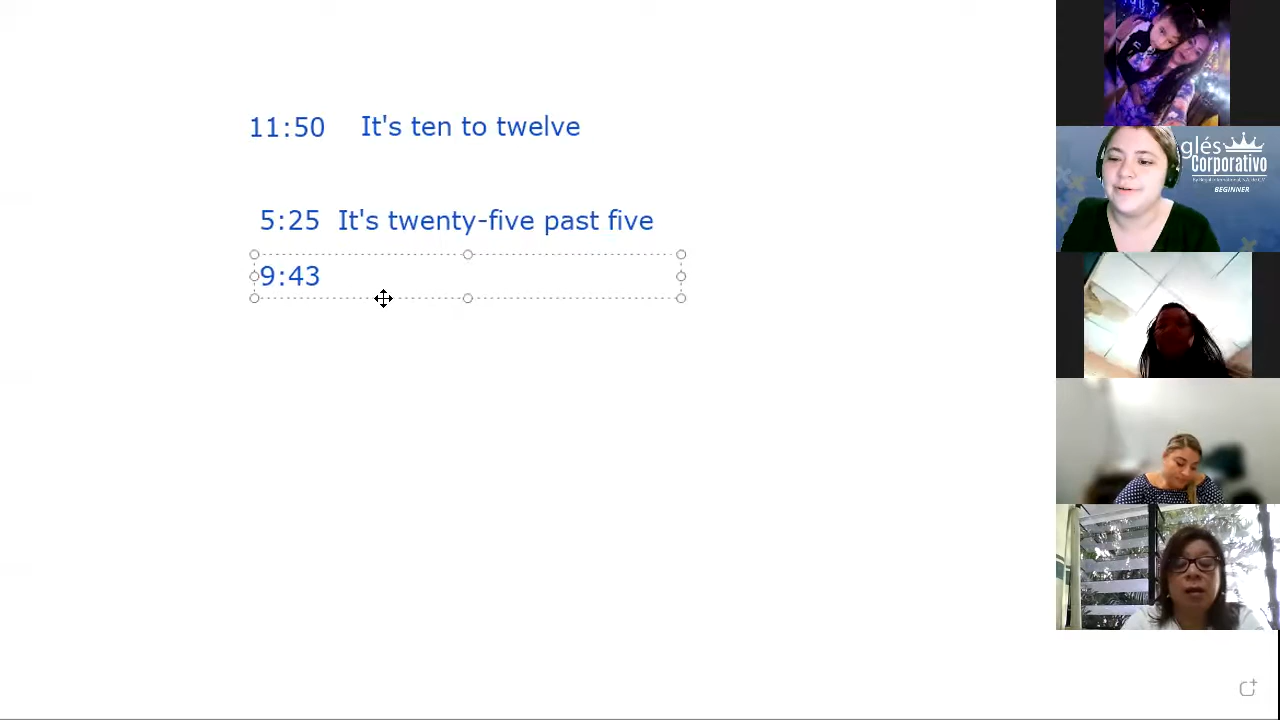 11:50 It's ten to twelve
5:25 It's twenty-five past five
9:43
glés
Corporativo
BEGINNER